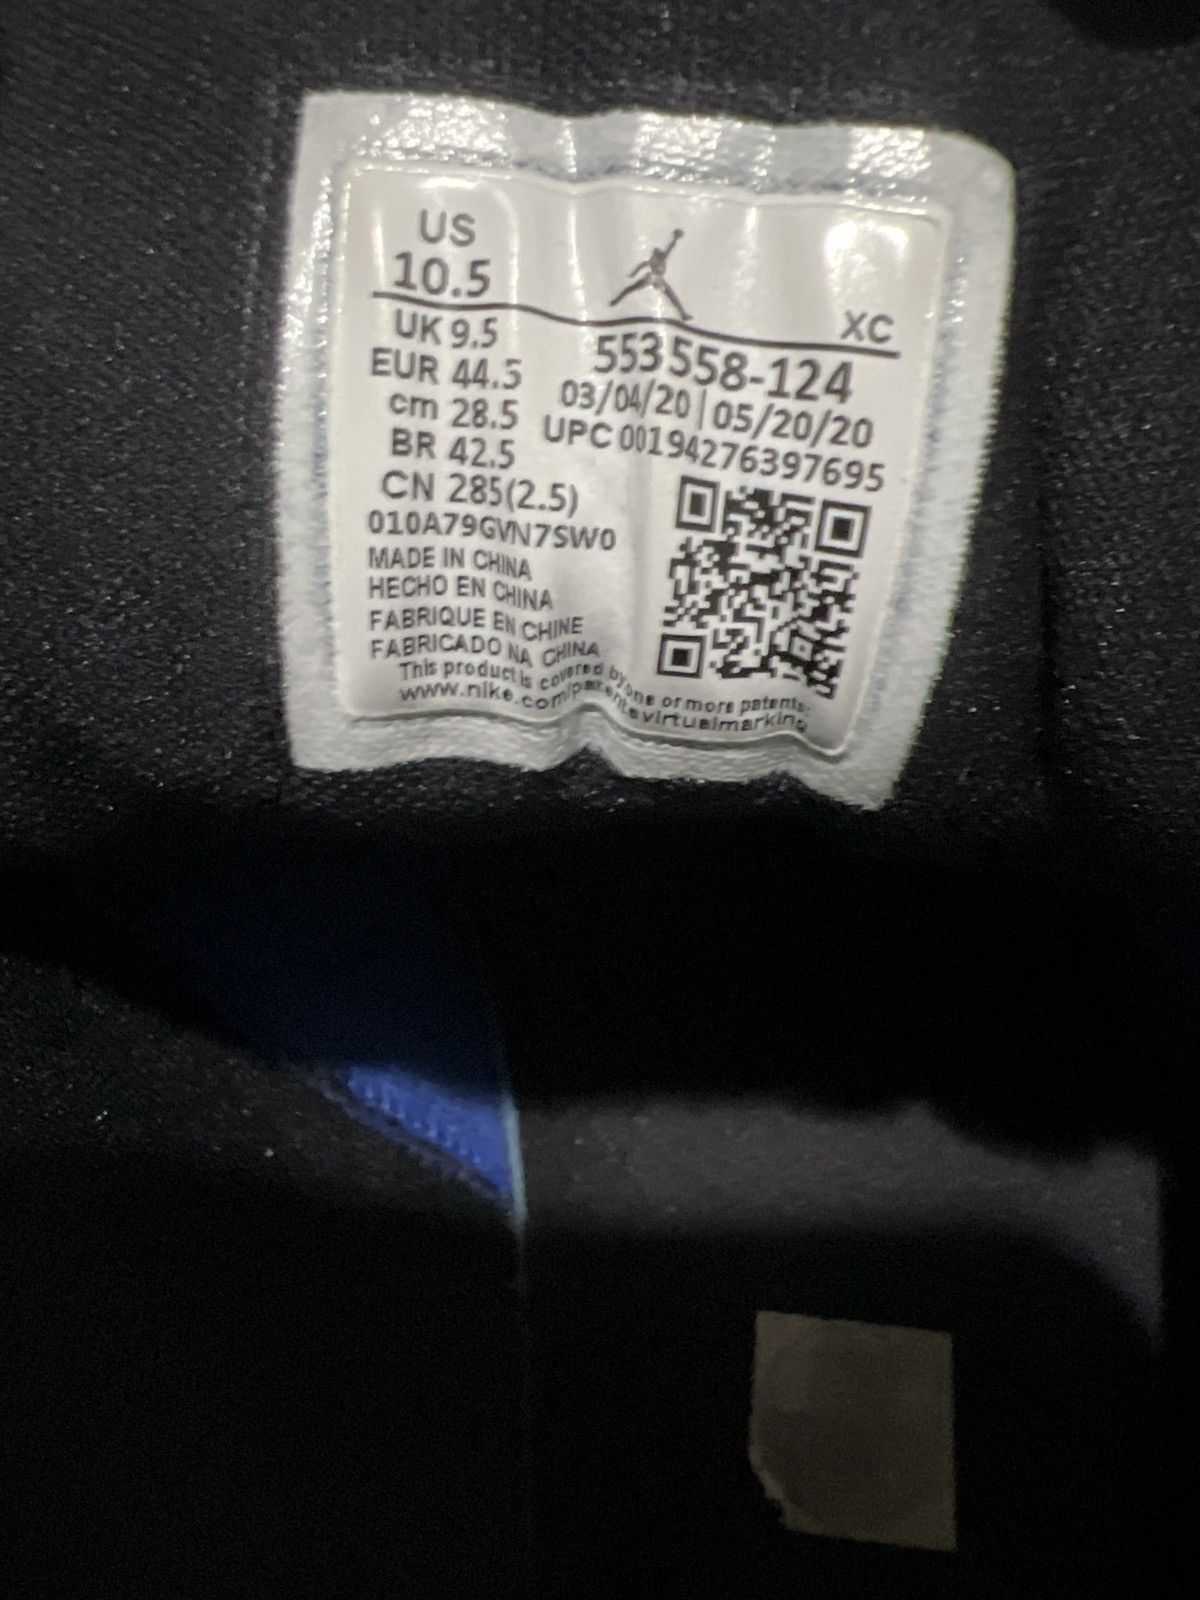 US
10.5
XC
UK 9.5
EUR 44.5
cm 28.5
BR 42.5
CN 285(2.5)
553558-124
03/04/20 | 05/20/20
UPC 00194276397695
010A79GVN7SW0
MADE IN CHINA
HECHO EN CHINA
FABRIQUE EN CHINE
FABRICADO NA CHINA
This product is covered by one or more patents.
www.nike.com/patentsvirtualmarking